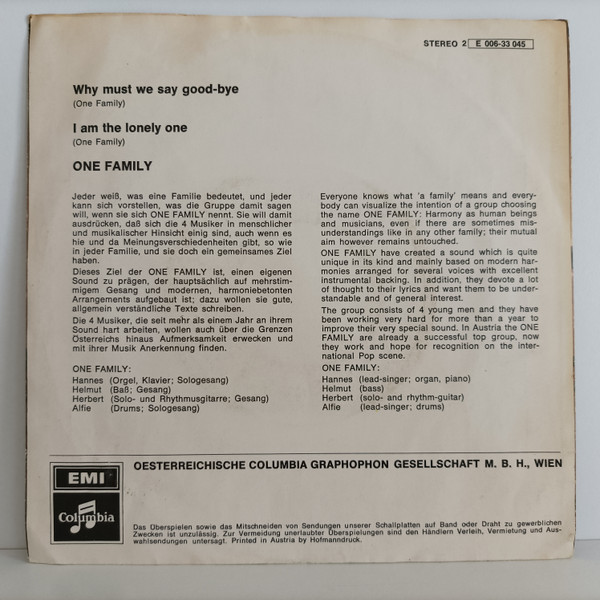 STEREO 2 E 006-33 045
Why must we say good-bye
(One Family)
I am the lonely one
(One Family)
ONE FAMILY
Jeder weiß, was eine Familie bedeutet, und jeder
kann sich vorstellen, was die Gruppe damit sagen
will, wenn sie sich ONE FAMILY nennt. Sie will damit
ausdrücken, daß sich die 4 Musiker in menschlicher
und musikalischer Hinsicht einig sind, auch wenn es
hie und da Meinungsverschiedenheiten gibt, so wie
in jeder Familie, und sie doch ein gemeinsames Ziel
haben.
Dieses Ziel der ONE FAMILY ist, einen eigenen
Sound zu prägen, der hauptsächlich auf mehrstim-
migem Gesang und modernen, harmoniebetonten
Arrangements aufgebaut ist; dazu wollen sie gute,
allgemein verständliche Texte schreiben.
Die 4 Musiker, die seit mehr als einem Jahr an ihrem
Sound hart arbeiten, wollen auch über die Grenzen
Österreichs hinaus Aufmerksamkeit erwecken und
mit ihrer Musik Anerkennung finden.
ONE FAMILY:
Hannes (Orgel, Klavier; Sologesang)
Helmut (Baß; Gesang)
Herbert (Solo- und Rhythmusgitarre; Gesang)
Alfie (Drums; Sologesang)
Everyone knows what 'a family' means and every-
body can visualize the intention of a group choosing
the name ONE FAMILY: Harmony as human beings
and musicians, even if there are sometimes mis-
understandings like in any other family; their mutual
aim however remains untouched.
ONE FAMILY have created a sound which is quite
unique in its kind and mainly based on modern har-
monies arranged for several voices with excellent
instrumental backing. In addition, they devote a lot
of thought to their lyrics and want them to be under-
standable and of general interest.
The group consists of 4 young men and they have
been working very hard for more than a year to
improve their very special sound. In Austria the ONE
FAMILY are already a successful top group, now
they work and hope for recognition on the inter-
national Pop scene.
ONE FAMILY:
Hannes (lead-singer; organ, piano)
Helmut (bass)
Herbert (solo- and rhythm-guitar)
Alfie (lead-singer; drums)
EMI
Columbia
OESTERREICHISCHE COLUMBIA GRAPHOPHON GESELLSCHAFT M. B. H., WIEN
Das Überspielen sowie das Mitschneiden von Sendungen unserer Schallplatten auf Band oder Draht zu gewerblichen
Zwecken ist unzulässig. Zur Vermeidung unerlaubter Überspielungen sind den Händlern Verleih, Vermietung und Aus-
wahlsendungen untersagt. Printed in Austria by Hofmanndruck.